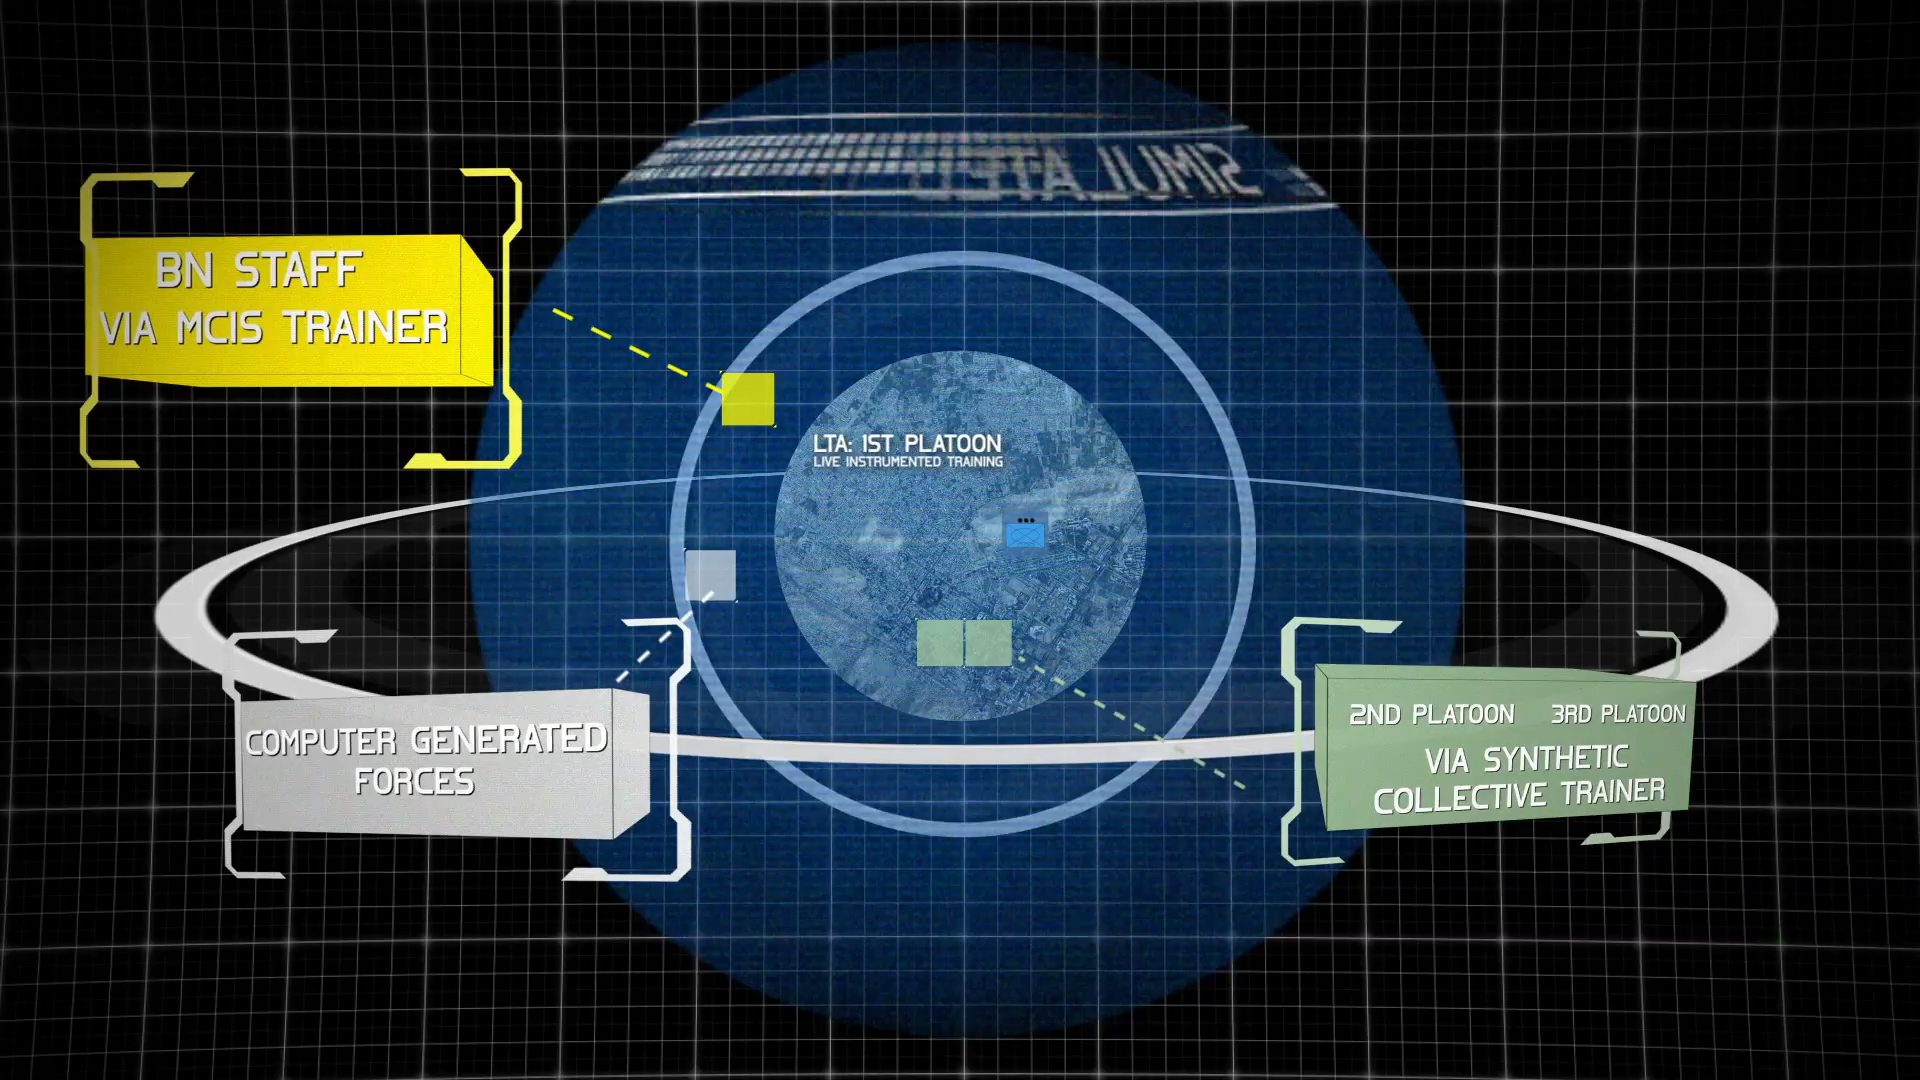 SIMULATED
BN STAFF
VIA MCIS TRAINER
LTA: 1ST PLATOON
LIVE INSTRUMENTED TRAINING
COMPUTER GENERATED
FORCES
2ND PLATOON 3RD PLATOON
VIA SYNTHETIC
COLLECTIVE TRAINER